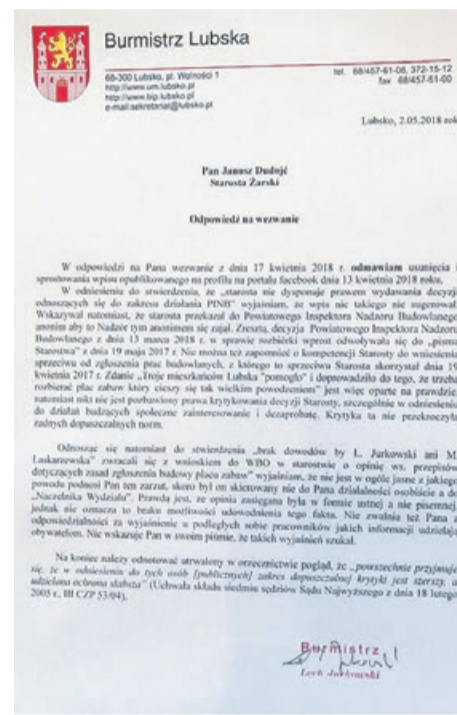 Burmistrz Lubska
68-300 Lubsko, pl. Wolności 1
http://www.um.lubsko.pl
http://www.bip.lubsko.pl
e-mail:sekretariat@lubsko.pl
tel. 68/457-61-08, 372-15-12
fax 68/457-61-00
Lubsko, 2.05.2018 rok
Pan Janusz Dudojć
Starosta Żarski
Odpowiedź na wezwanie
W odpowiedzi na Pana wezwanie z dnia 17 kwietnia 2018 r. odmawiam usunięcia i
sprostowania wpisu opublikowanego na profilu na portalu facebook dnia 13 kwietnia 2018 roku.
W odniesieniu do stwierdzenia, że „starosta nie dysponuje prawem wydawania decyzji
odnoszących się do zakresu działania PINB" wyjaśniam, że wpis nic takiego nie sugerował.
Wskazywał natomiast, że starosta przekazał do Powiatowego Inspektora Nadzoru Budowlanego
anonim aby to Nadzór tym anonimem się zajął. Zresztą, decyzja Powiatowego Inspektora Nadzoru
Budowlanego z dnia 13 marca 2018 r. w sprawie rozbiórki wprost odwoływała się do „pisma
Starostwa" z dnia 19 maja 2017 r. Nie można też zapomnieć o kompetencji Starosty do wniesienia
sprzeciwu od zgłoszenia prac budowlanych, z którego to sprzeciwu Starosta skorzystał dnia 19
kwietnia 2017 r. Zdanie „Troje mieszkańców Lubska "pomogło" i doprowadziło do tego, że trzeba
rozbierać plac zabaw który cieszy się tak wielkim powodzeniem" jest więc oparte na prawdzie,
natomiast nikt nie jest pozbawiony prawa krytykowania decyzji Starosty, szczególnie w odniesieniu
do działań budzących społeczne zainteresowanie i dezaprobatę. Krytyka ta nie przekroczyła
żadnych dopuszczalnych granic.
Odnosząc się natomiast do stwierdzenia „brak dowodów by L. Jurkowski ani M.
Łaskarzewska" zwracali się z wnioskiem do WBO w starostwie o opinię ws. przepisów
dotyczących zasad zgłoszenia budowy placu zabaw" wyjaśniam, że nie jest w ogóle jasne z jakiego
powodu podnosi Pan ten zarzut, skoro był on skierowany nie do Pana działalności osobiście a do
„Naczelnika Wydziału". Prawdą jest, że opinia zasięgana była w formie ustnej a nie pisemnej,
jednak nie oznacza to braku możliwości udowodnienia tego faktu. Nie zwalnia też Pana z
odpowiedzialności za wyjaśnienie u podległych sobie pracowników jakich informacji udzielają
obywatelom. Nie wskazuje Pan w swoim piśmie, że takich wyjaśnień szukał.
Na koniec należy odnotować utrwalony w orzecznictwie pogląd, że „powszechnie przyjmuje
się, że w odniesieniu do tych osób [publicznych] zakres dopuszczalnej krytyki jest szerszy, a
udzielana ochrona słabsza" (Uchwała składu siedmiu sędziów Sądu Najwyższego z dnia 18 lutego
2005 r., III CZP 53/04).
Burmistrz
Lech Jurkowski